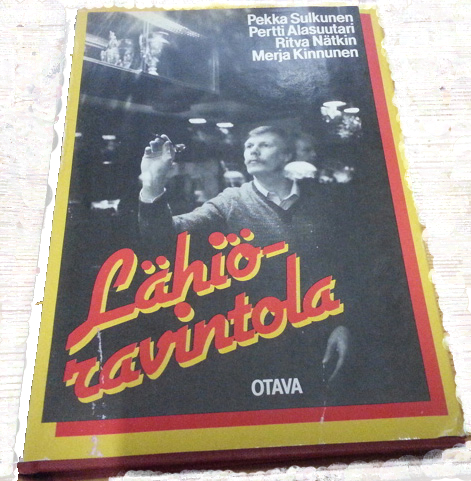 Pekka Sulkunen
Pertti Alasuutari
Ritva Nätkin
Merja Kinnunen
Lähiö-
ravintola
OTAVA